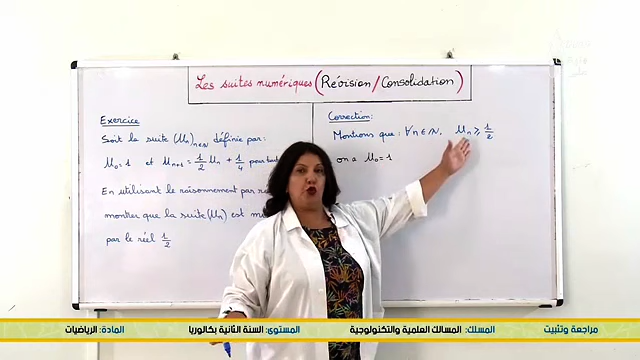 Les suites numériques (Révision / Consolidation)
Exercice
Soit la suite (Un)n∈ℕ définie par:
U₀=1 et Un+1 = 1/2 Un + 1/4 pour
En utilisant le raisonnement par
montrer que la suite (Un) est
par le réel 1/2
Correction:
Montrons que: ∀n∈ℕ. Un ≥ 1/2
on a U₀=1
مراجعة وتثبيت المسلك: المسالك العلمية والتكنولوجية المستوى: السنة الثانية بكالوريا المادة: الرياضيات